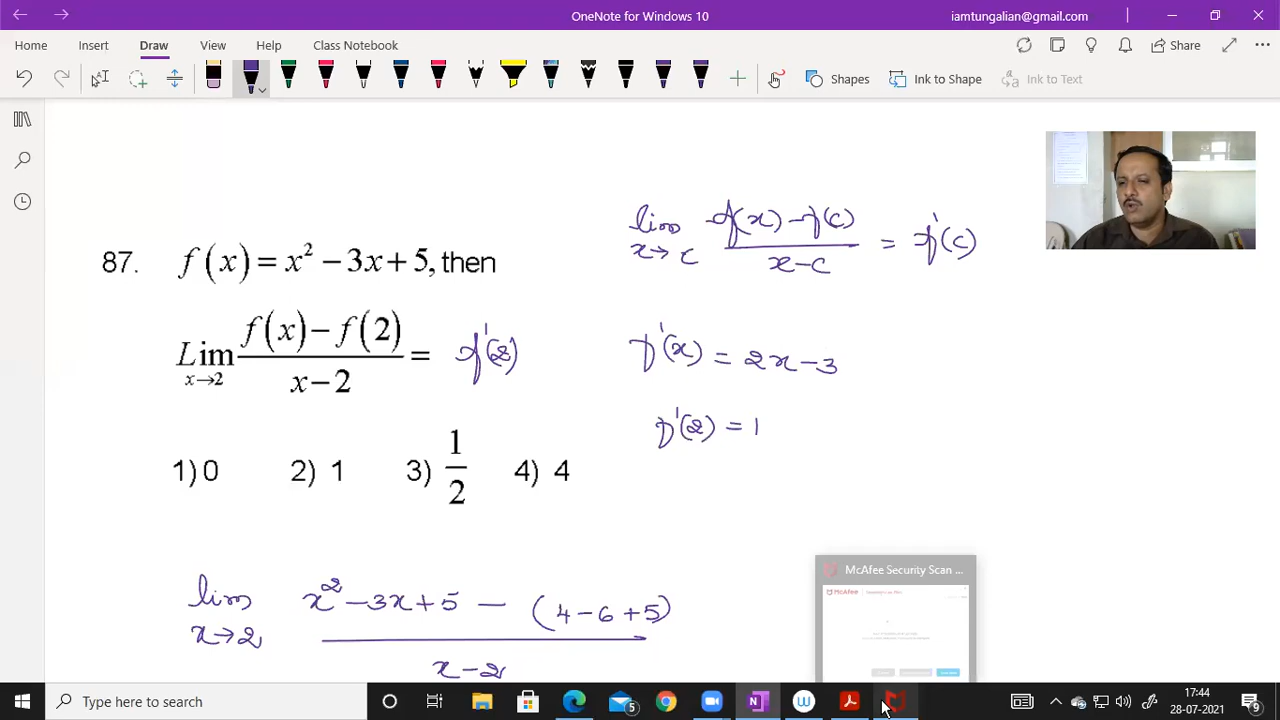 OneNote for Windows 10
iamtungalian@gmail.com
Home Insert Draw View Help Class Notebook
Share
Shapes Ink to Shape Ink to Text
lim x→c f(x) - f(c) / x-c = f'(c)
87. f(x) = x² − 3x + 5, then
Lim x→2 f(x) − f(2) / x − 2 = f'(2)
f'(x) = 2x - 3
f'(2) = 1
1) 0 2) 1 3) 1/2 4) 4
lim x→2 x² - 3x + 5 - (4 - 6 + 5) / x - 2
McAfee Security Scan ...
McAfee
Type here to search
5
17:44
28-07-2021
9